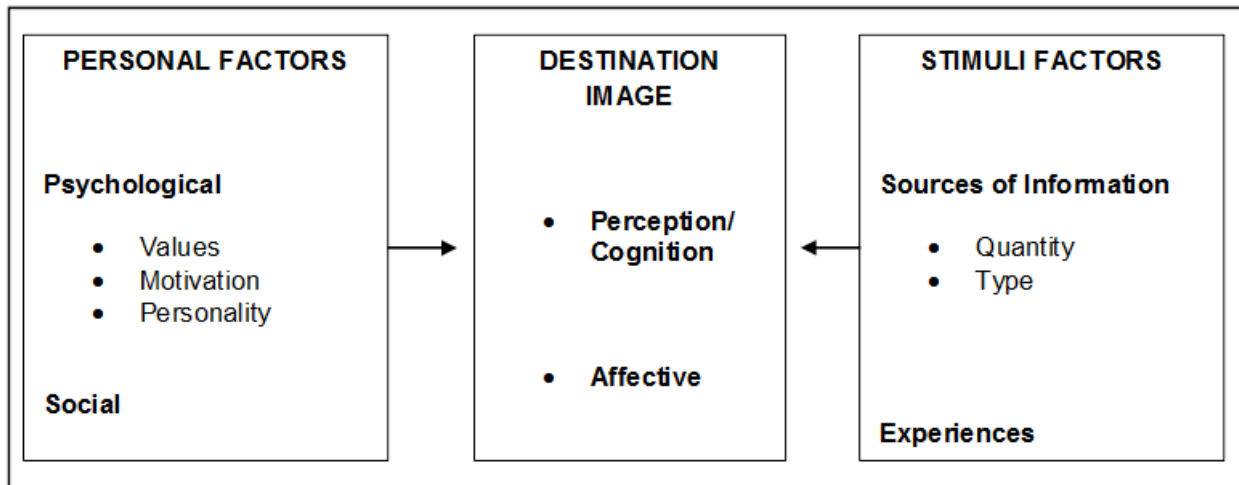 PERSONAL FACTORS
Psychological
• Values
• Motivation
• Personality
Social
DESTINATION
IMAGE
• Perception/
Cognition
• Affective
STIMULI FACTORS
Sources of Information
• Quantity
• Type
Experiences